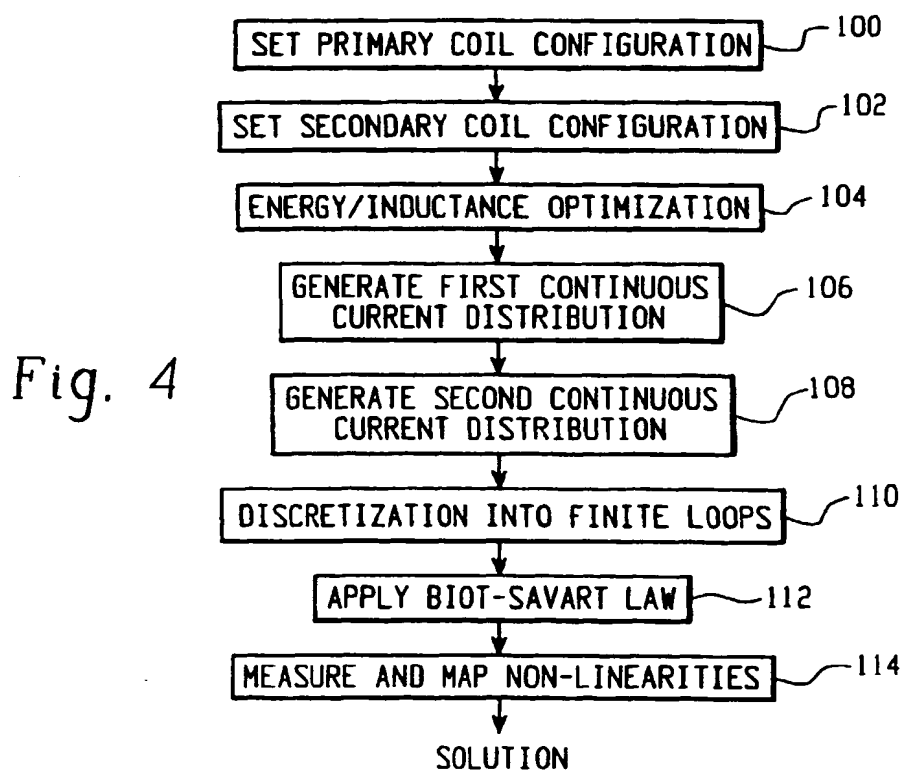 SET PRIMARY COIL CONFIGURATION
100
SET SECONDARY COIL CONFIGURATION
102
ENERGY/INDUCTANCE OPTIMIZATION
104
GENERATE FIRST CONTINUOUS
CURRENT DISTRIBUTION
106
Fig. 4
GENERATE SECOND CONTINUOUS
CURRENT DISTRIBUTION
108
DISCRETIZATION INTO FINITE LOOPS
110
APPLY BIOT-SAVART LAW
112
MEASURE AND MAP NON-LINEARITIES
114
SOLUTION